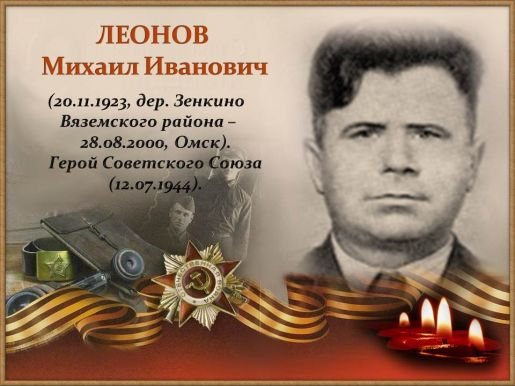 ЛЕОНОВ
Михаил Иванович
(20.11.1923, дер. Зенкино
Вяземского района –
28.08.2000, Омск).
Герой Советского Союза
(12.07.1944).